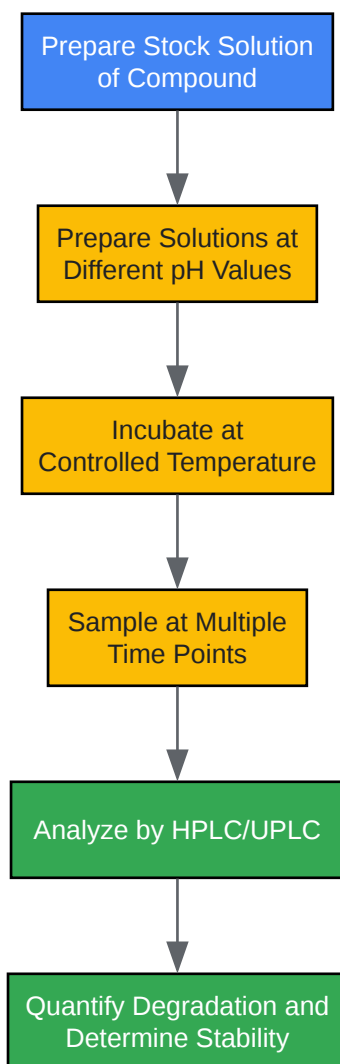 Prepare Stock Solution
of Compound
Prepare Solutions at
Different pH Values
Incubate at
Controlled Temperature
Sample at Multiple
Time Points
Analyze by HPLC/UPLC
Quantify Degradation and
Determine Stability